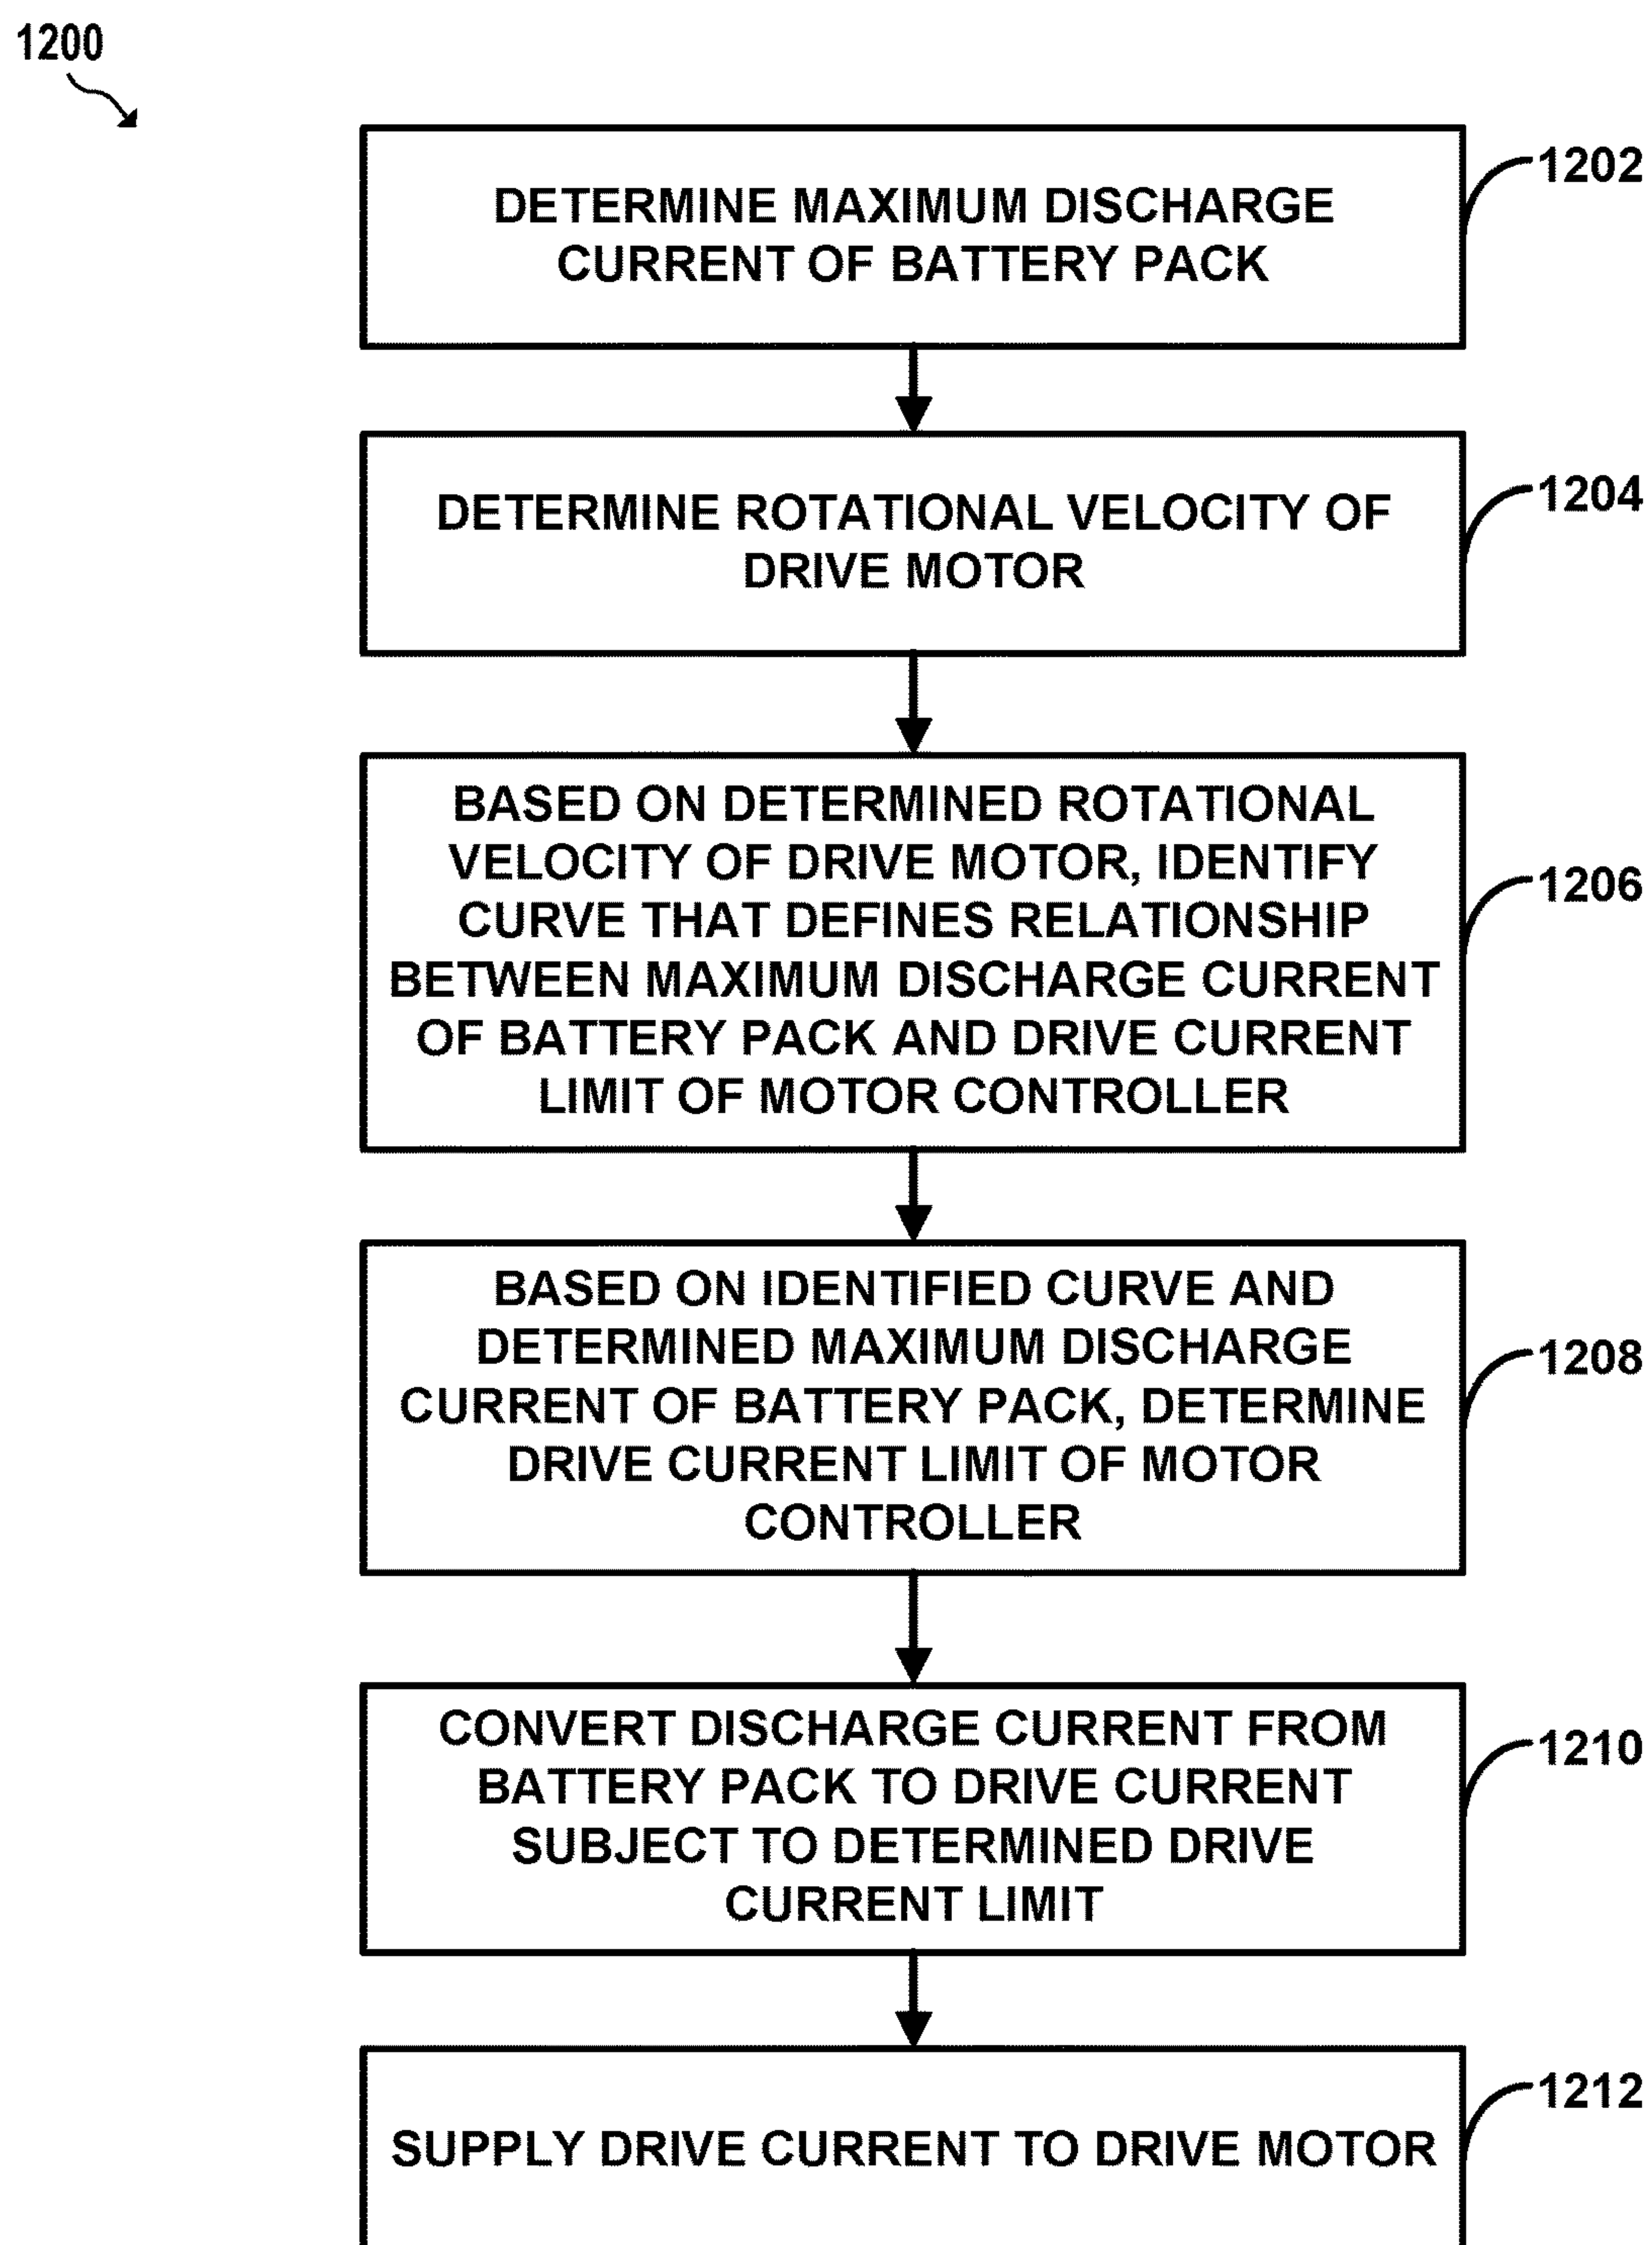 1200
DETERMINE MAXIMUM DISCHARGE
CURRENT OF BATTERY PACK
1202
DETERMINE ROTATIONAL VELOCITY OF
DRIVE MOTOR
1204
BASED ON DETERMINED ROTATIONAL
VELOCITY OF DRIVE MOTOR, IDENTIFY
CURVE THAT DEFINES RELATIONSHIP
BETWEEN MAXIMUM DISCHARGE CURRENT
OF BATTERY PACK AND DRIVE CURRENT
LIMIT OF MOTOR CONTROLLER
1206
BASED ON IDENTIFIED CURVE AND
DETERMINED MAXIMUM DISCHARGE
CURRENT OF BATTERY PACK, DETERMINE
DRIVE CURRENT LIMIT OF MOTOR
CONTROLLER
1208
CONVERT DISCHARGE CURRENT FROM
BATTERY PACK TO DRIVE CURRENT
SUBJECT TO DETERMINED DRIVE
CURRENT LIMIT
1210
SUPPLY DRIVE CURRENT TO DRIVE MOTOR
1212